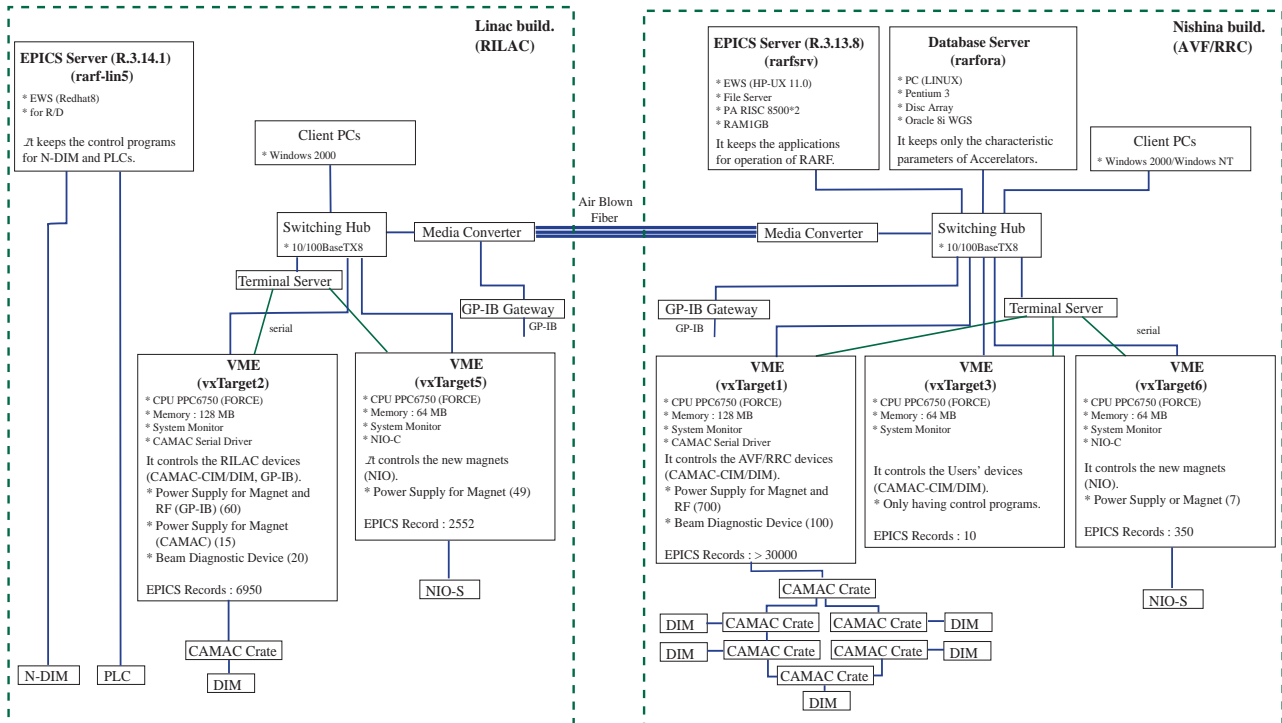 Linac build.
(RILAC)
EPICS Server (R.3.14.1)
(rarf-lin5)
* EWS (Redhat8)
* for R/D
.It keeps the control programs
for N-DIM and PLCs.
Client PCs
* Windows 2000
Switching Hub
* 10/100BaseTX8
Media Converter
Terminal Server
GP-IB Gateway
GP-IB
serial
VME
(vxTarget2)
* CPU PPC6750 (FORCE)
* Memory : 128 MB
* System Monitor
* CAMAC Serial Driver
It controls the RILAC devices
(CAMAC-CIM/DIM, GP-IB).
* Power Supply for Magnet and
RF (GP-IB) (60)
* Power Supply for Magnet
(CAMAC) (15)
* Beam Diagnostic Device (20)
EPICS Records : 6950
VME
(vxTarget5)
* CPU PPC6750 (FORCE)
* Memory : 64 MB
* System Monitor
* NIO-C
.It controls the new magnets
(NIO).
* Power Supply for Magnet (49)
EPICS Record : 2552
NIO-S
CAMAC Crate
DIM
N-DIM
PLC
Air Blown
Fiber
Nishina build.
(AVF/RRC)
EPICS Server (R.3.13.8)
(rarfsrv)
* EWS (HP-UX 11.0)
* File Server
* PA RISC 8500*2
* RAM1GB
It keeps the applications
for operation of RARF.
Database Server
(rarfora)
* PC (LINUX)
* Pentium 3
* Disc Array
* Oracle 8i WGS
It keeps only the characteristic
parameters of Accerelators.
Client PCs
* Windows 2000/Windows NT
Media Converter
Switching Hub
* 10/100BaseTX8
GP-IB Gateway
GP-IB
Terminal Server
serial
VME
(vxTarget1)
* CPU PPC6750 (FORCE)
* Memory : 128 MB
* System Monitor
* CAMAC Serial Driver
It controls the AVF/RRC devices
(CAMAC-CIM/DIM).
* Power Supply for Magnet and
RF (700)
* Beam Diagnostic Device (100)
EPICS Records : > 30000
VME
(vxTarget3)
* CPU PPC6750 (FORCE)
* Memory : 64 MB
* System Monitor
It controls the Users' devices
(CAMAC-CIM/DIM).
* Only having control programs.
EPICS Records : 10
VME
(vxTarget6)
* CPU PPC6750 (FORCE)
* Memory : 64 MB
* System Monitor
* NIO-C
It controls the new magnets
(NIO).
* Power Supply or Magnet (7)
EPICS Records : 350
NIO-S
CAMAC Crate
DIM
CAMAC Crate
CAMAC Crate
DIM
DIM
CAMAC Crate
CAMAC Crate
DIM
CAMAC Crate
DIM